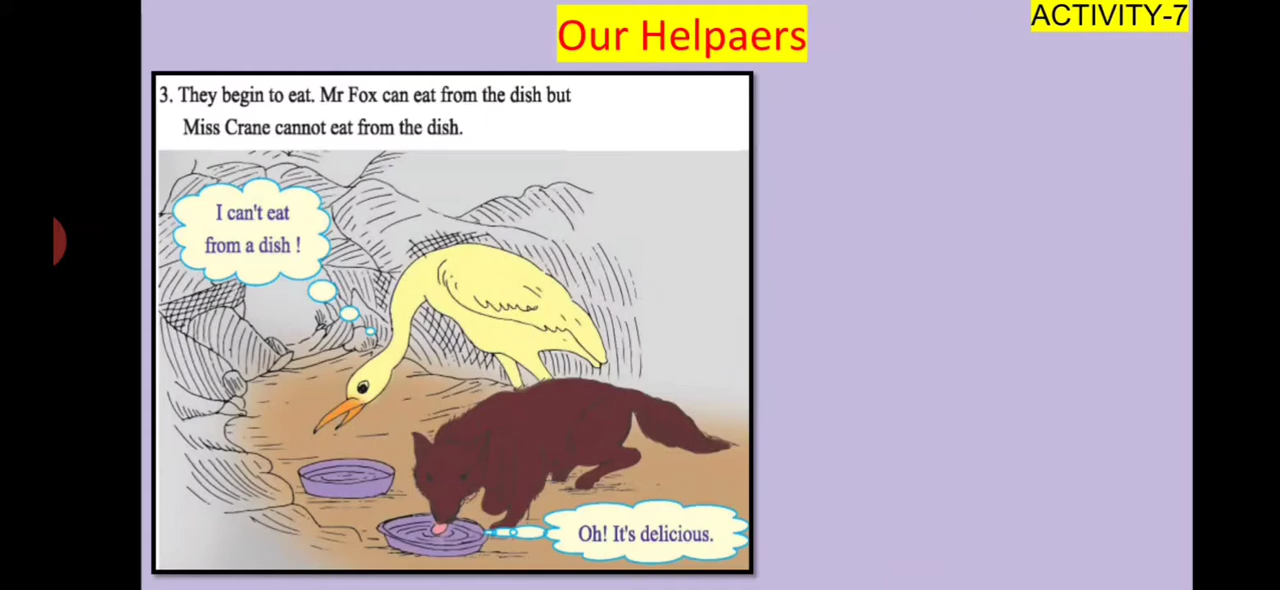 Our Helpaers
ACTIVITY-7
3. They begin to eat. Mr Fox can eat from the dish but
Miss Crane cannot eat from the dish.
I can't eat
from a dish !
Oh! It's delicious.